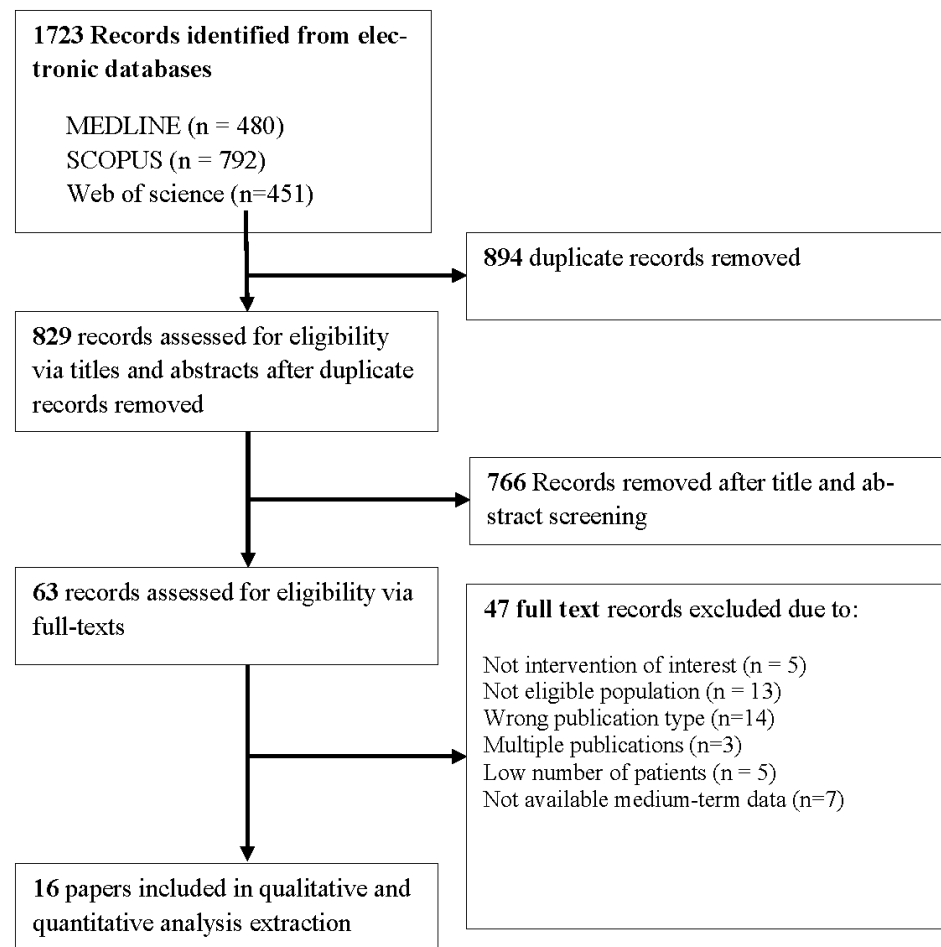 1723 Records identified from elec-
tronic databases
MEDLINE (n = 480)
SCOPUS (n = 792)
Web of science (n=451)
894 duplicate records removed
829 records assessed for eligibility
via titles and abstracts after duplicate
records removed
766 Records removed after title and ab-
stract screening
63 records assessed for eligibility via
full-texts
47 full text records excluded due to:
Not intervention of interest (n = 5)
Not eligible population (n = 13)
Wrong publication type (n=14)
Multiple publications (n=3)
Low number of patients (n = 5)
Not available medium-term data (n=7)
16 papers included in qualitative and
quantitative analysis extraction